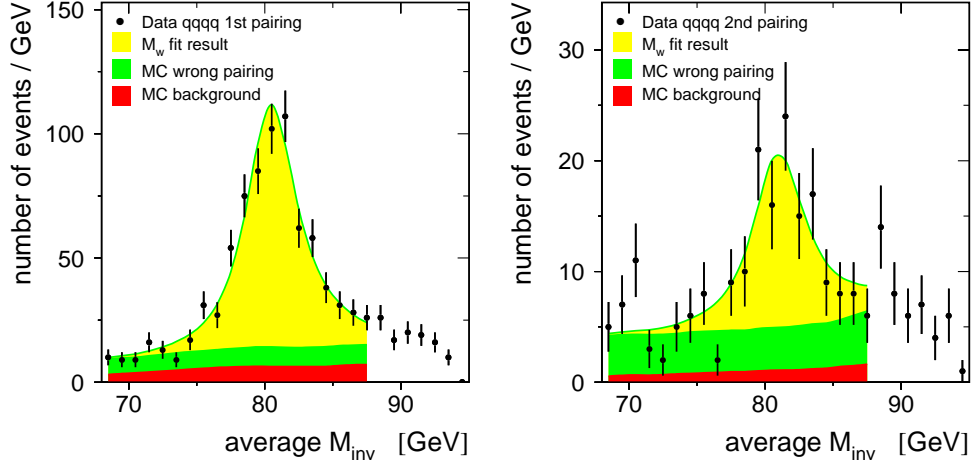 number of events / GeV
150
100
50
0
Data qqqq 1st pairing
M_w fit result
MC wrong pairing
MC background
70
80
90
average M_inv [GeV]
number of events / GeV
30
20
10
0
Data qqqq 2nd pairing
M_w fit result
MC wrong pairing
MC background
70
80
90
average M_inv [GeV]